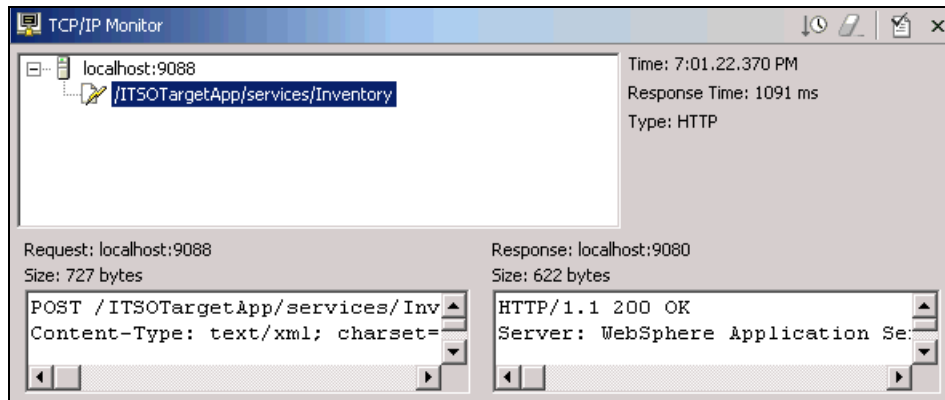 TCP/IP Monitor
localhost:9088
/ITSOTargetApp/services/Inventory
Time: 7:01.22.370 PM
Response Time: 1091 ms
Type: HTTP
Request: localhost:9088
Size: 727 bytes
POST /ITSOTargetApp/services/Inv
Content-Type: text/xml; charset=
Response: localhost:9080
Size: 622 bytes
HTTP/1.1 200 OK
Server: WebSphere Application Se